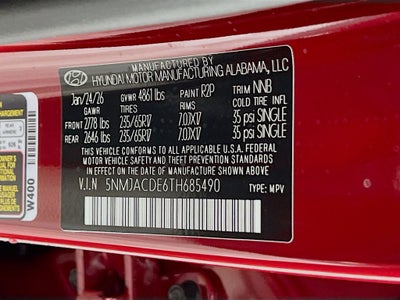 MANUFACTURED BY
HYUNDAI MOTOR MANUFACTURING ALABAMA, LLC
Jan/24/26 GVWR 4861 lbs PAINT R2P TRIM NNB
GAWR TIRES RIMS COLD TIRE INFL
FRONT 2778 lbs 235/65R17 7.0JX17 35 psi SINGLE
REAR 2646 lbs 235/65R17 7.0JX17 35 psi SINGLE
THIS VEHICLE CONFORMS TO ALL APPLICABLE U.S.
FEDERAL MOTOR VEHICLE SAFETY AND THEFT PREVENTION
STANDARDS IN EFFECT ON THE DATE OF MANUFACTURE
SHOWN ABOVE.
V.I.N 5NMJACDE6TH685490 TYPE: MPV
W400